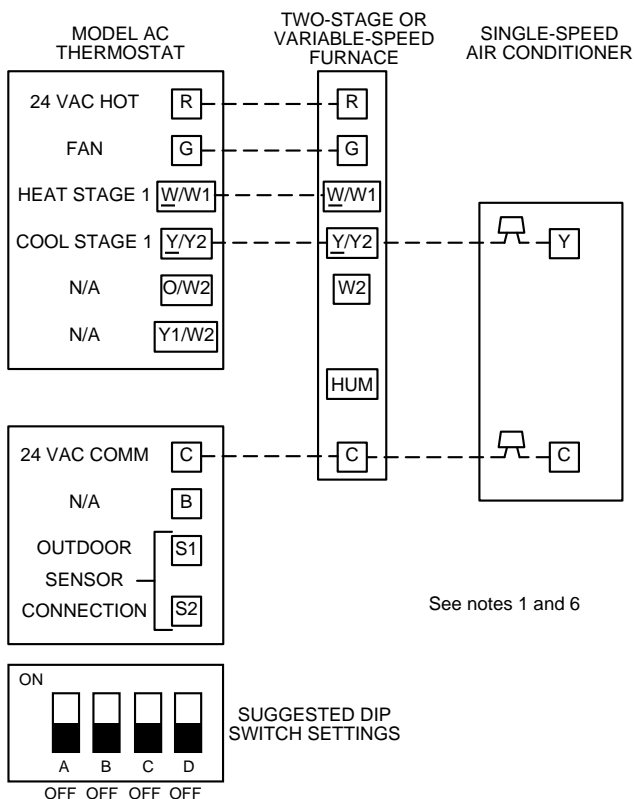 MODEL AC
THERMOSTAT
TWO-STAGE OR
VARIABLE-SPEED
FURNACE
SINGLE-SPEED
AIR CONDITIONER
24 VAC HOT R R
FAN G G
HEAT STAGE 1 W/W1 W/W1
COOL STAGE 1 Y/Y2 Y/Y2 Y
N/A O/W2 W2
N/A Y1/W2
HUM
24 VAC COMM C C C
N/A B
OUTDOOR S1
SENSOR
CONNECTION S2
See notes 1 and 6
ON
A B C D
OFF OFF OFF OFF
SUGGESTED DIP
SWITCH SETTINGS